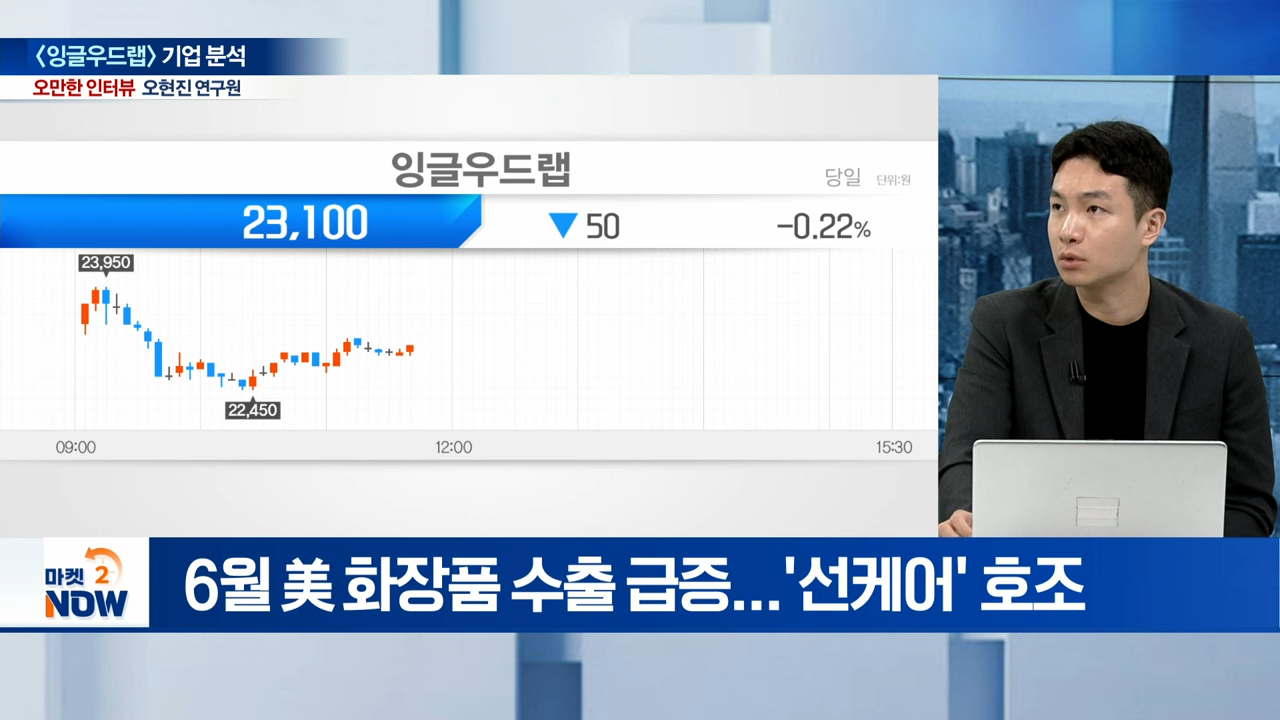 〈잉글우드랩〉 기업 분석
오만한 인터뷰 오현진 연구원
잉글우드랩
당일 단위:원
23,100 ▼50 -0.22%
23,950
22,450
09:00 12:00 15:30
마켓 2
NOW
6월 美 화장품 수출 급증...'선케어' 호조